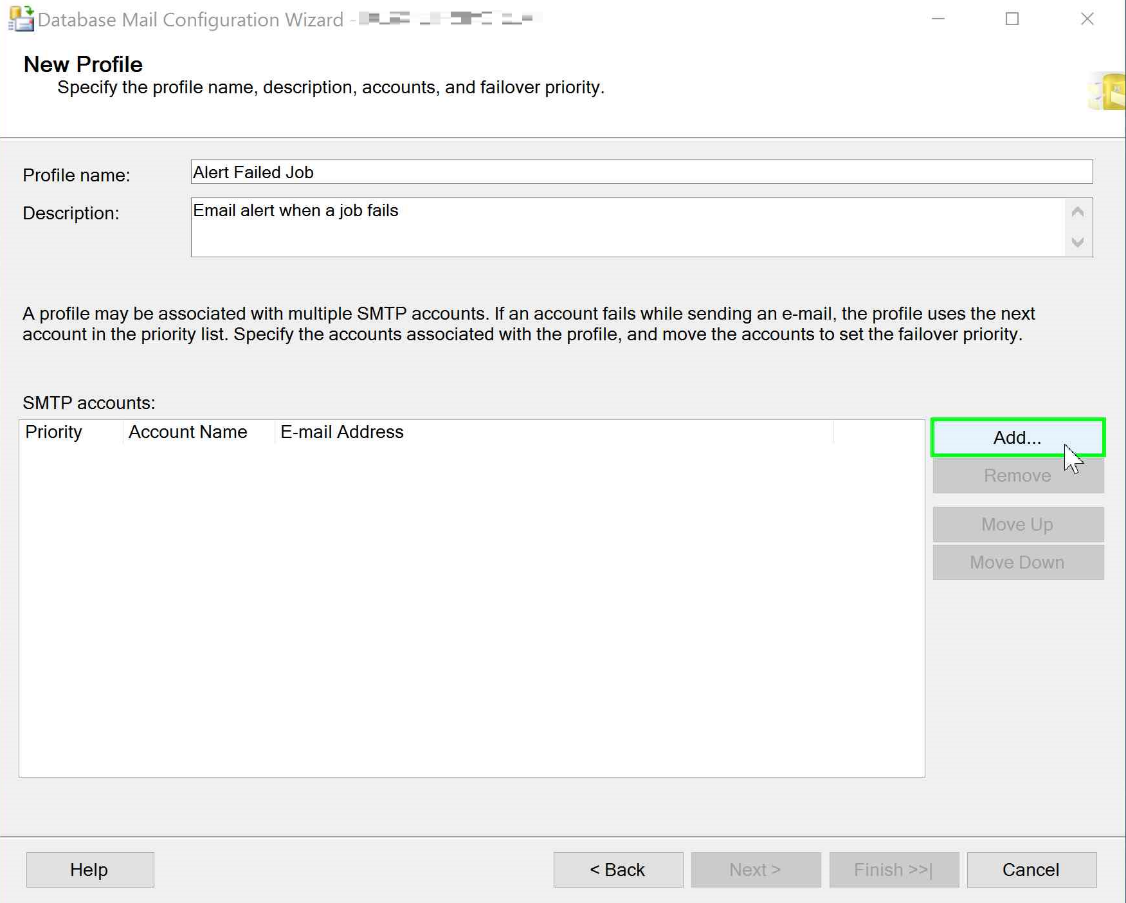 Database Mail Configuration Wizard -
New Profile
Specify the profile name, description, accounts, and failover priority.
Profile name:
Alert Failed Job
Description:
Email alert when a job fails
A profile may be associated with multiple SMTP accounts. If an account fails while sending an e-mail, the profile uses the next
account in the priority list. Specify the accounts associated with the profile, and move the accounts to set the failover priority.
SMTP accounts:
Priority Account Name E-mail Address
Add...
Remove
Move Up
Move Down
Help < Back Next > Finish >>| Cancel